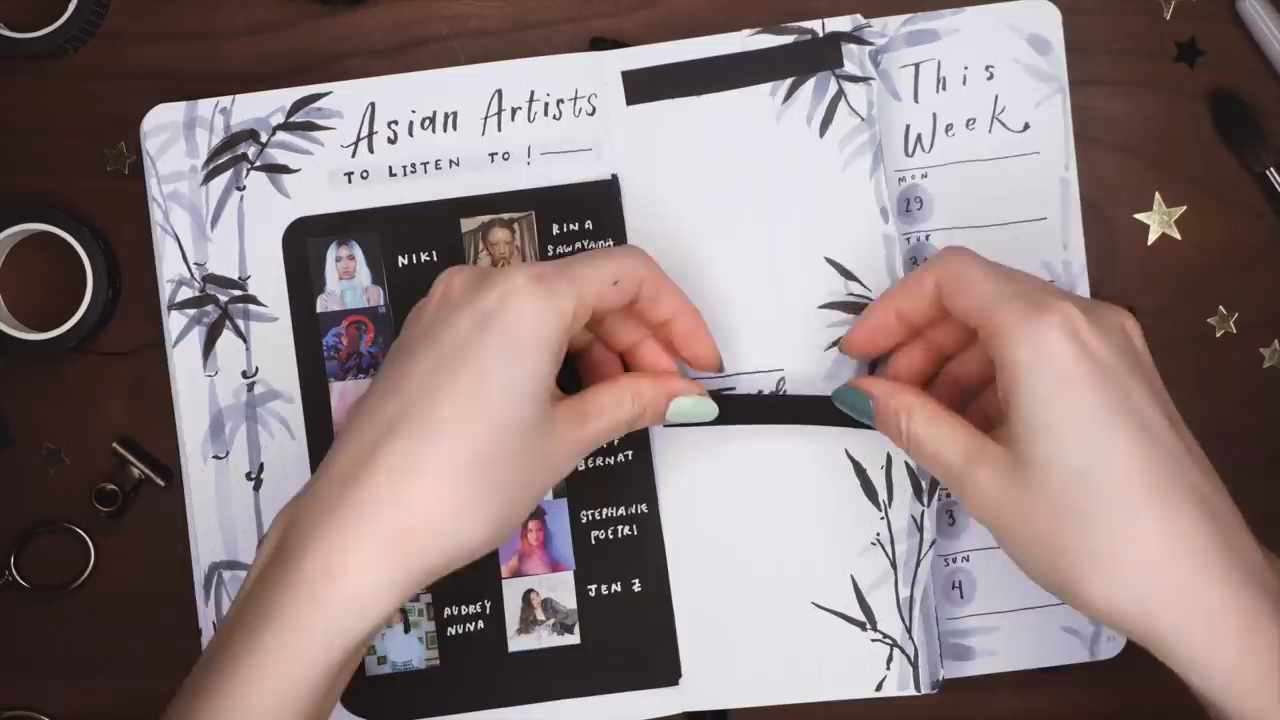 Asian Artists
TO LISTEN TO!
NIKI
RINA
SAWAYAMA
BERNAT
STEPHANIE
POETRI
JEN Z
AUDREY
NUNA
This
Week
MON
29
TUE
3
SUN
4